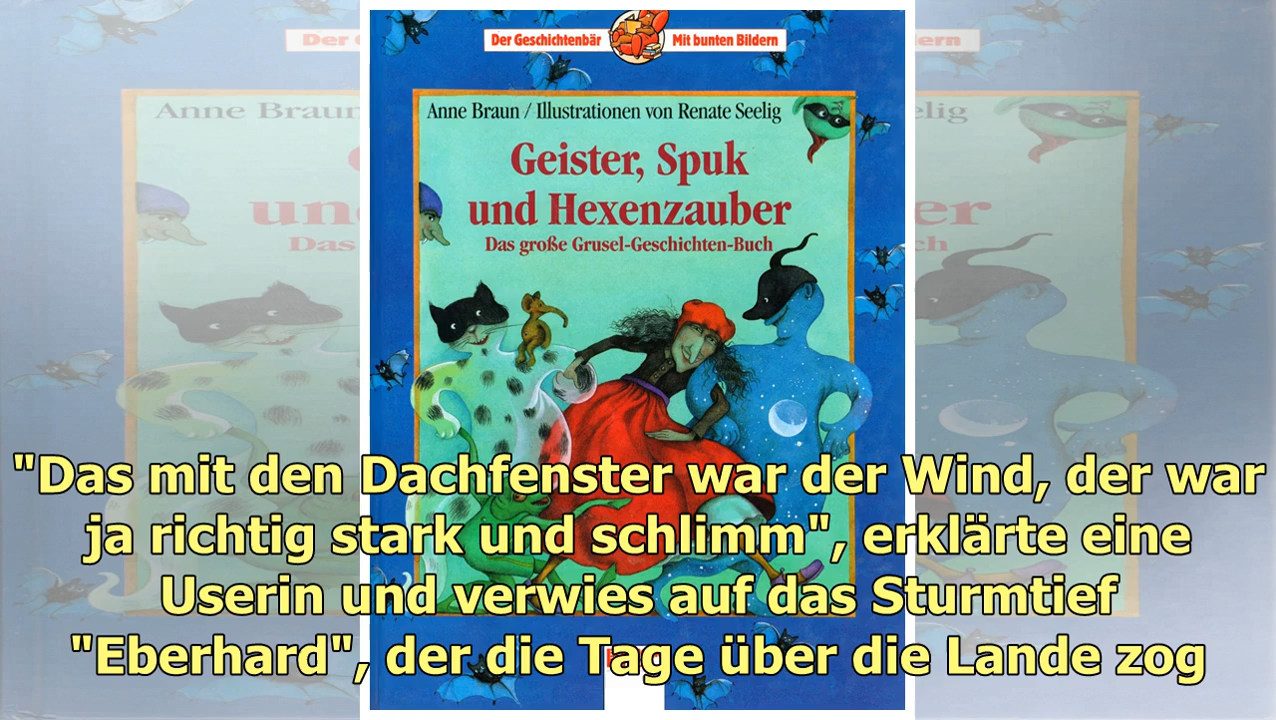 Der Geschichtenbär
Mit bunten Bildern
Anne Braun / Illustrationen von Renate Seelig
Geister, Spuk
und Hexenzauber
Das große Grusel-Geschichten-Buch
"Das mit den Dachfenster war der Wind, der war
ja richtig stark und schlimm", erklärte eine
Userin und verwies auf das Sturmtief
"Eberhard", der die Tage über die Lande zog